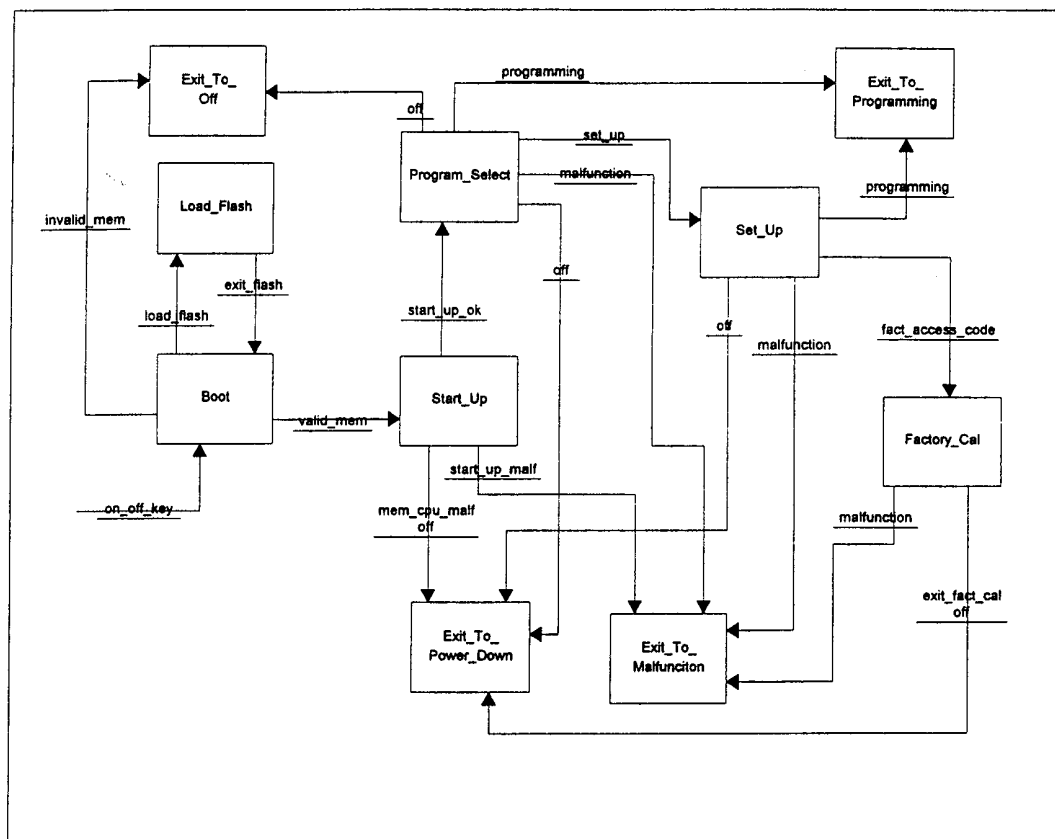 Exit_To_
Off
programming
Exit_To_
Programming
off
set_up
Program_Select
malfunction
programming
Load_Flash
invalid_mem
Set_Up
off
exit_flash
load_flash
start_up_ok
off
malfunction
fact_access_code
Boot
Start_Up
valid_mem
Factory_Cal
start_up_malf
on_off_key
mem_cpu_malf
off
malfunction
exit_fact_cal
off
Exit_To_
Power_Down
Exit_To_
Malfunciton